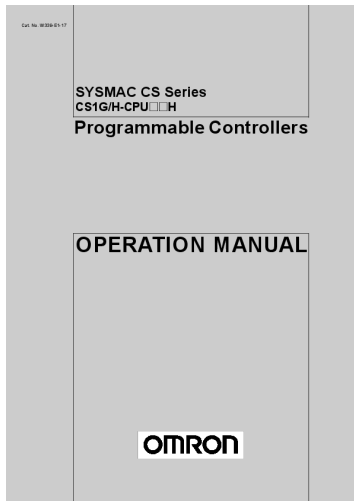 Cat. No. W339-E1-17
SYSMAC CS Series
CS1G/H-CPU□□H
Programmable Controllers
OPERATION MANUAL
OMRON